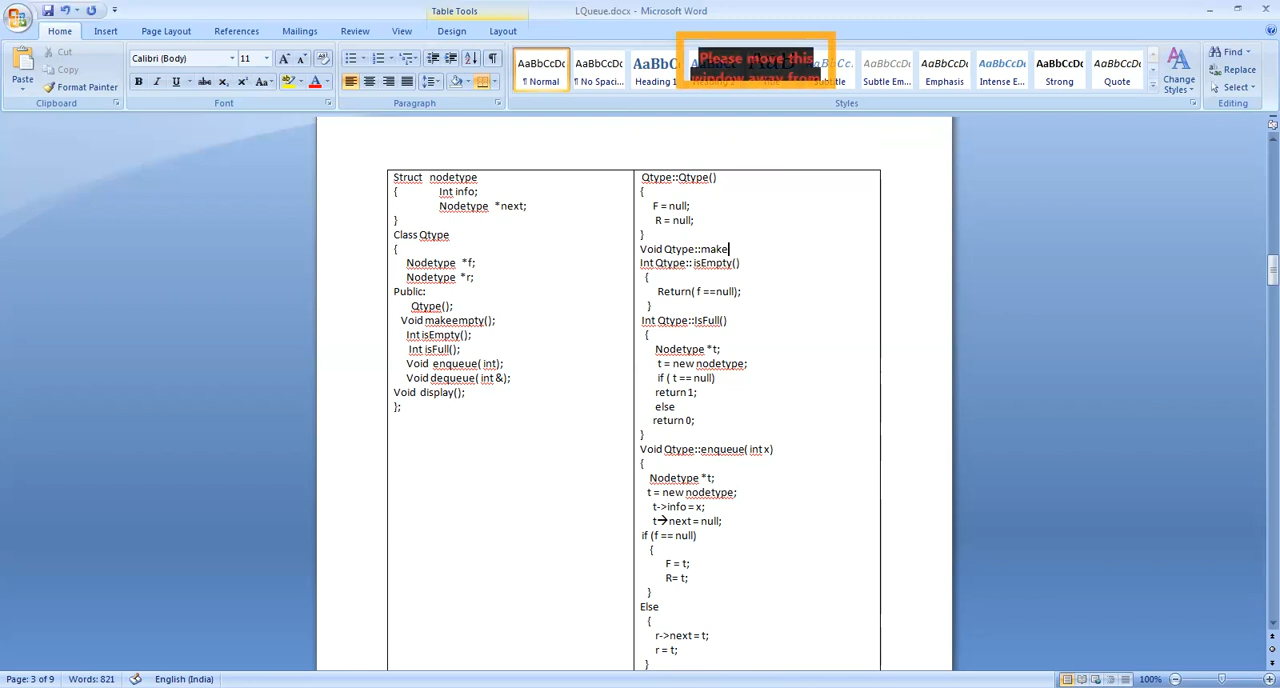 Table Tools
LQueue.docx - Microsoft Word
Home Insert Page Layout References Mailings Review View Design Layout
Paste
Cut
Copy
Format Painter
Clipboard
Calibri (Body) 11
Font
Paragraph
AaBbCcDc AaBbCcDc AaBbC
¶ Normal ¶ No Spaci... Heading 1 Subtle Em... Emphasis Intense E... Strong Quote
Please move this
window away from
Styles
Change
Styles
Find
Replace
Select
Editing
Struct nodetype
{ Int info;
Nodetype *next;
}
Class Qtype
{
Nodetype *f;
Nodetype *r;
Public:
Qtype();
Void makeempty();
Int isEmpty();
Int isFull();
Void enqueue( int);
Void dequeue( int &);
Void display();
};
Qtype::Qtype()
{
F = null;
R = null;
}
Void Qtype::make
Int Qtype:: isEmpty()
{
Return( f ==null);
}
Int Qtype::IsFull()
{
Nodetype *t;
t = new nodetype;
if ( t == null)
return 1;
else
return 0;
}
Void Qtype::enqueue( int x)
{
Nodetype *t;
t = new nodetype;
t->info = x;
t→next = null;
if (f == null)
{
F = t;
R= t;
}
Else
{
r->next = t;
r = t;
}
Page: 3 of 9 Words: 821 English (India) 100%